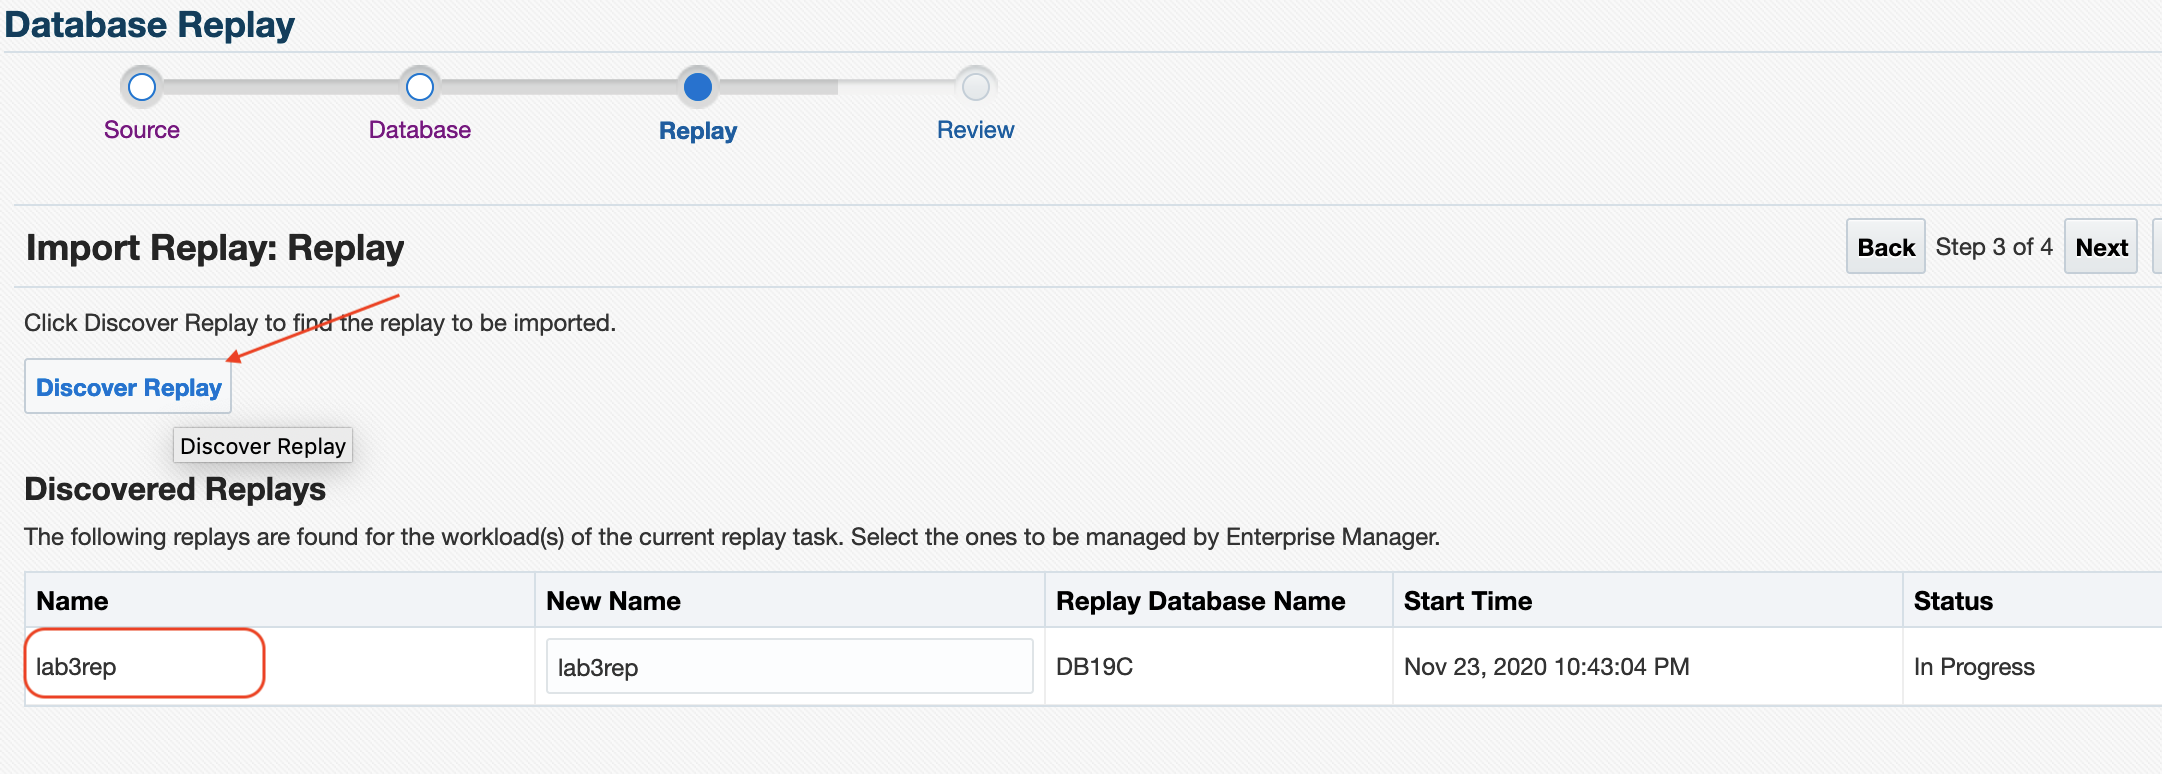 Database Replay
Source Database Replay Review
Import Replay: Replay
Back Step 3 of 4 Next
Click Discover Replay to find the replay to be imported.
Discover Replay
Discover Replay
Discovered Replays
The following replays are found for the workload(s) of the current replay task. Select the ones to be managed by Enterprise Manager.
Name New Name Replay Database Name Start Time Status
lab3rep lab3rep DB19C Nov 23, 2020 10:43:04 PM In Progress